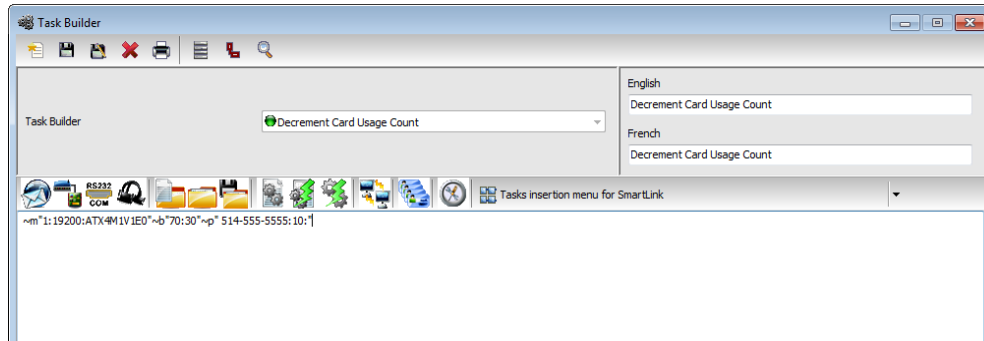 Task Builder
English
Decrement Card Usage Count
Task Builder
Decrement Card Usage Count
French
Decrement Card Usage Count
RS232
COM
Tasks insertion menu for SmartLink
~m"1:19200:ATX4M1V1E0"~b"70:30"~p" 514-555-5555:10:"